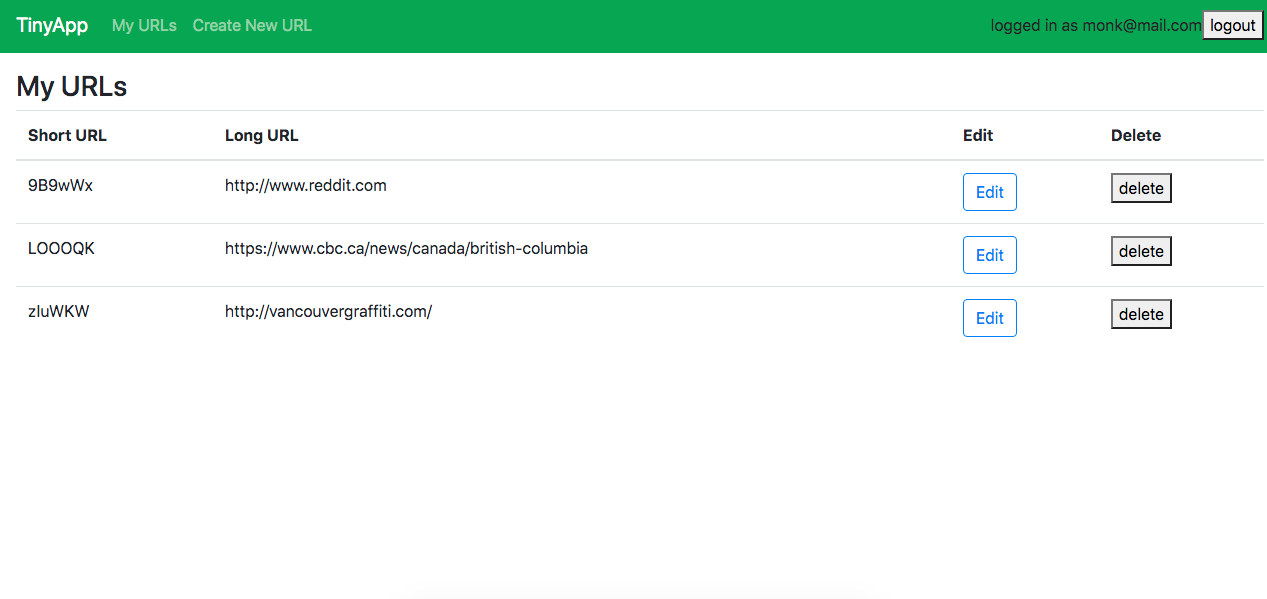 TinyApp My URLs Create New URL logged in as monk@mail.com logout
My URLs
Short URL Long URL Edit Delete
9B9wWx http://www.reddit.com Edit delete
LOOOQK https://www.cbc.ca/news/canada/british-columbia Edit delete
zIuWKW http://vancouvergraffiti.com/ Edit delete